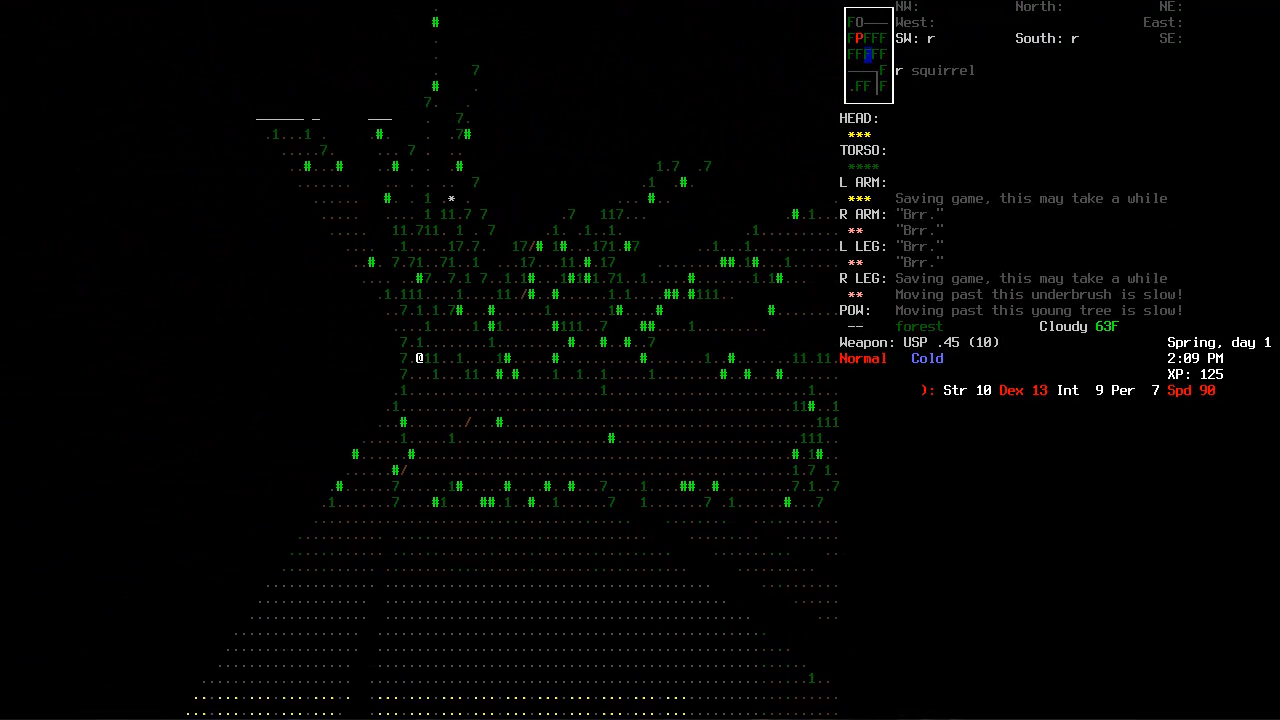 NW: North: NE:
West: East:
SW: r South: r SE:
r squirrel
HEAD:
***
TORSO:
****
L ARM:
*** Saving game, this may take a while
R ARM: "Brr."
** "Brr."
L LEG: "Brr."
** "Brr."
R LEG: Saving game, this may take a while
** Moving past this underbrush is slow!
POW: Moving past this young tree is slow!
-- forest Cloudy 63F
Weapon: USP .45 (10) Spring, day 1
Normal Cold 2:09 PM
XP: 125
): Str 10 Dex 13 Int 9 Per 7 Spd 90